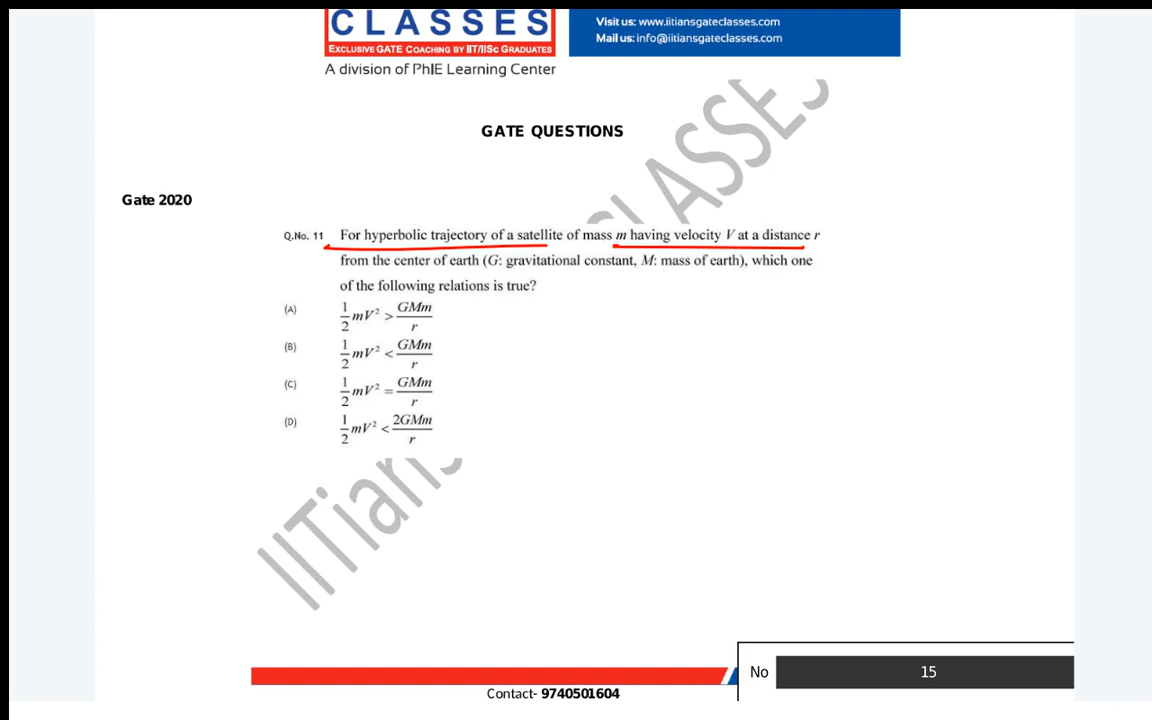 CLASSES
EXCLUSIVE GATE COACHING BY IIT/IISc GRADUATES
A division of PhIE Learning Center
Visit us: www.iitiansgateclasses.com
Mail us: info@iitiansgateclasses.com
GATE QUESTIONS
Gate 2020
Q.No. 11 For hyperbolic trajectory of a satellite of mass m having velocity V at a distance r
from the center of earth (G: gravitational constant, M: mass of earth), which one
of the following relations is true?
(A) 1/2 mV² > GMm/r
(B) 1/2 mV² < GMm/r
(C) 1/2 mV² = GMm/r
(D) 1/2 mV² < 2GMm/r
IITians CLASSES
Contact- 9740501604
No 15